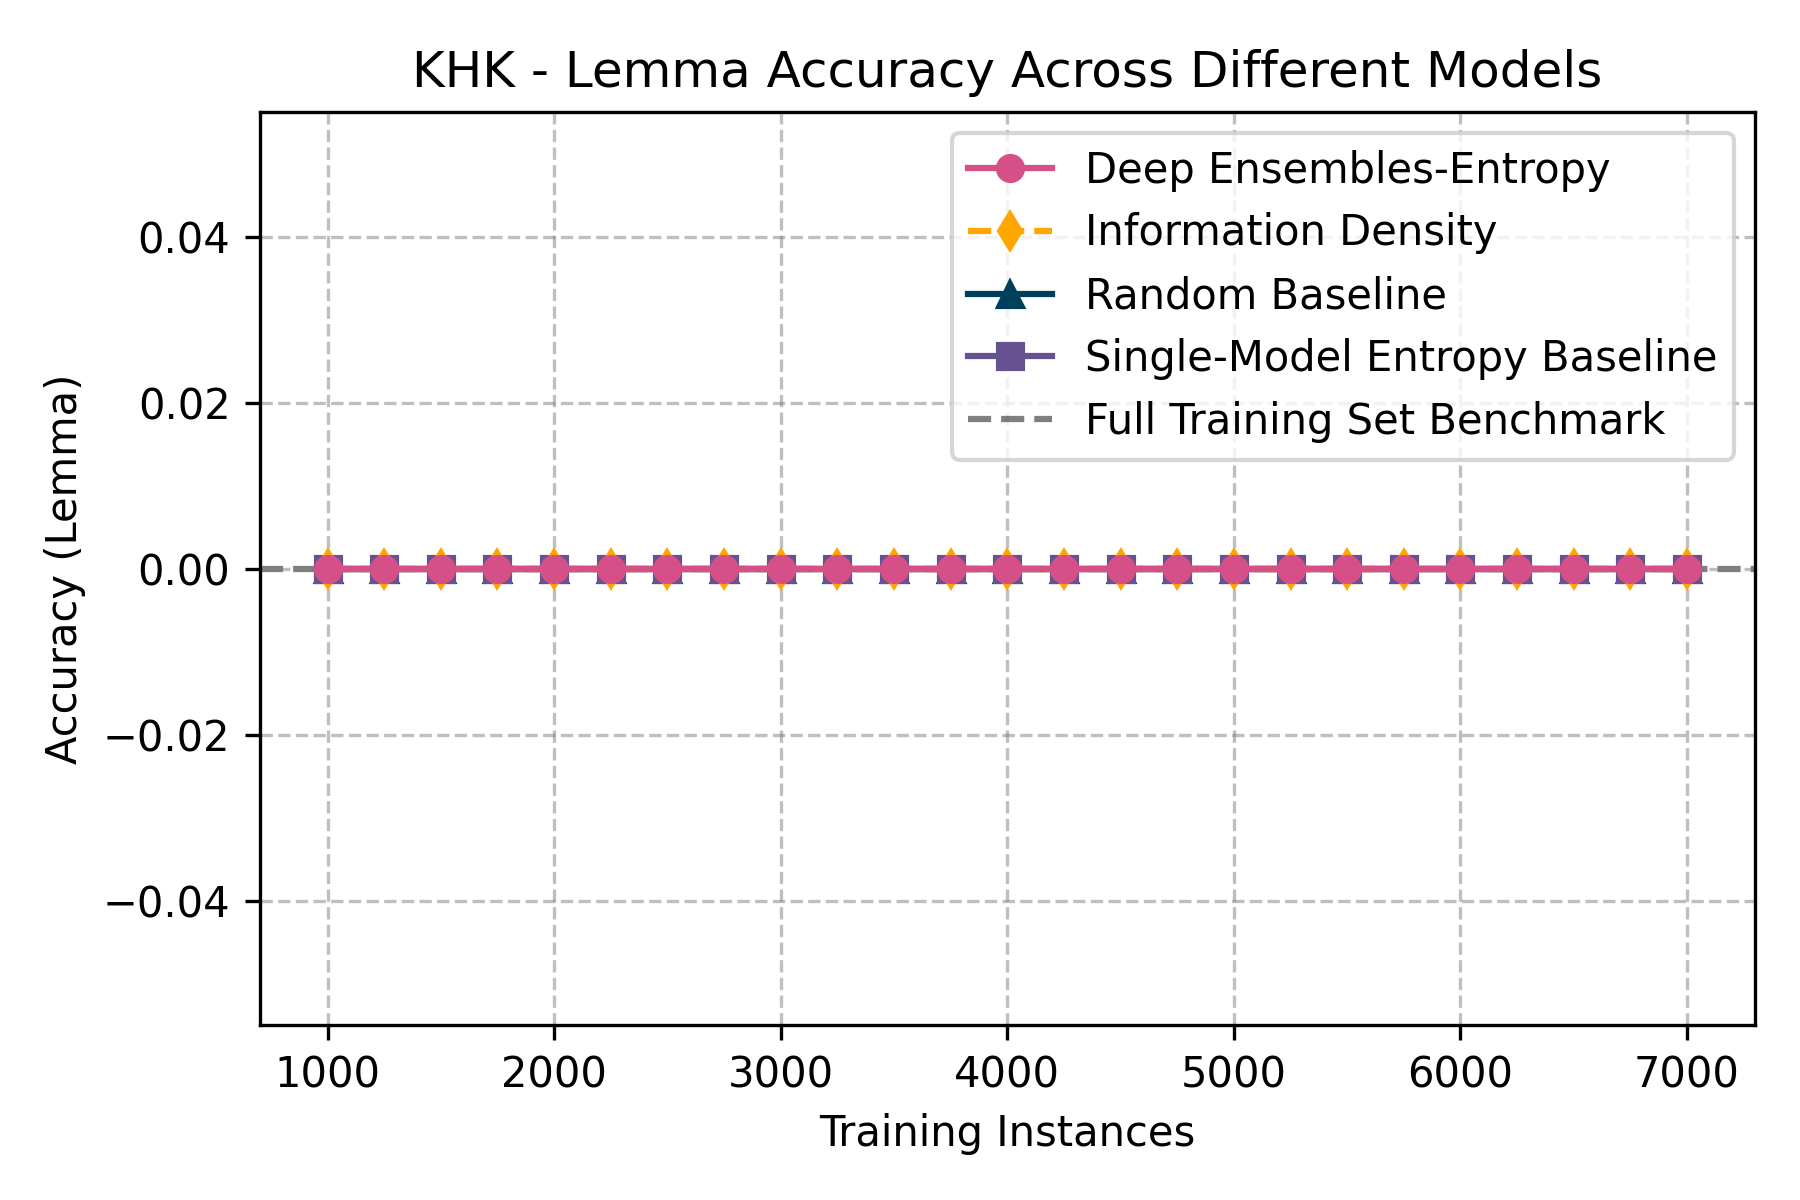 KHK - Lemma Accuracy Across Different Models
Deep Ensembles-Entropy
Information Density
Random Baseline
Single-Model Entropy Baseline
Full Training Set Benchmark
Accuracy (Lemma)
0.04
0.02
0.00
−0.02
−0.04
1000 2000 3000 4000 5000 6000 7000
Training Instances